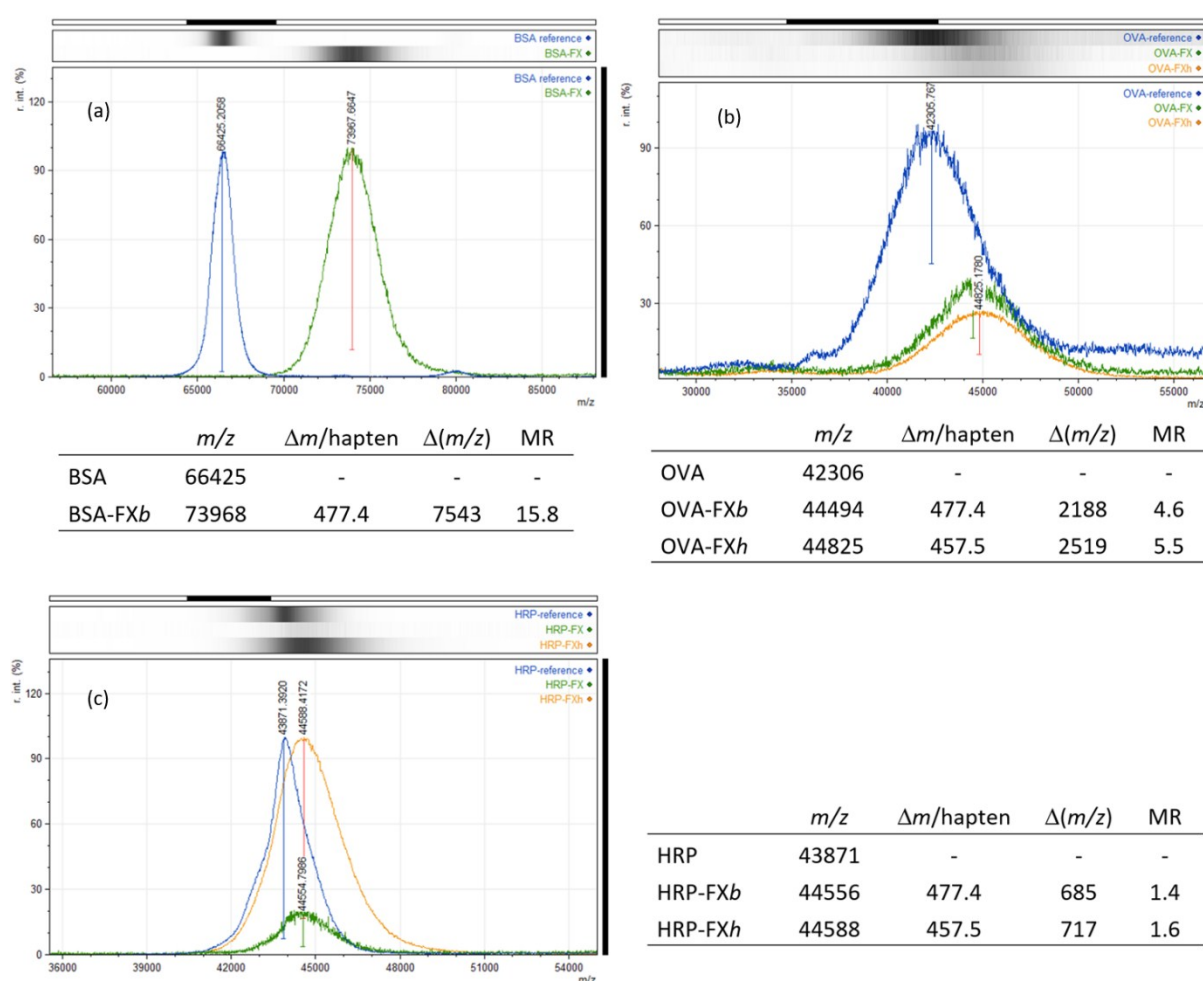 BSA reference
BSA-FX
BSA reference
BSA-FX
r. int. (%)
120
90
60
30
0
(a)
66425.2058
73967.6647
60000 65000 70000 75000 80000 85000
m/z
m/z Δm/hapten Δ(m/z) MR
BSA 66425 - - -
BSA-FXb 73968 477.4 7543 15.8
OVA-reference
OVA-FX
OVA-FXh
OVA-reference
OVA-FX
OVA-FXh
r. int. (%)
90
60
30
(b)
42305.767
44825.1780
30000 35000 40000 45000 50000 55000
m/z
m/z Δm/hapten Δ(m/z) MR
OVA 42306 - - -
OVA-FXb 44494 477.4 2188 4.6
OVA-FXh 44825 457.5 2519 5.5
HRP-reference
HRP-FX
HRP-FXh
HRP-reference
HRP-FX
HRP-FXh
r. int. (%)
120
90
60
30
0
(c)
43871.3920
44588.4172
44554.7986
36000 39000 42000 45000 48000 51000 54000
m/z
m/z Δm/hapten Δ(m/z) MR
HRP 43871 - - -
HRP-FXb 44556 477.4 685 1.4
HRP-FXh 44588 457.5 717 1.6